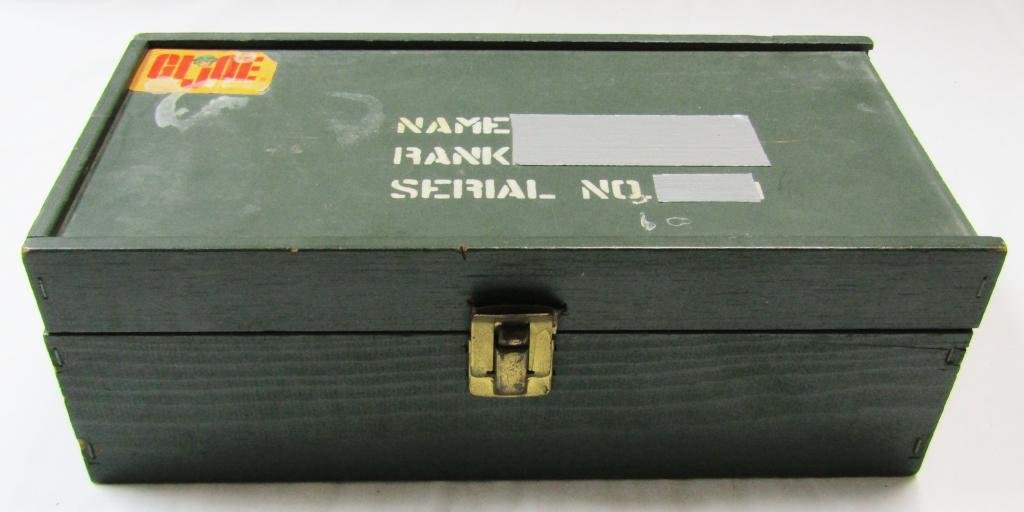 GI JOE
NAME
RANK
SERIAL NO.